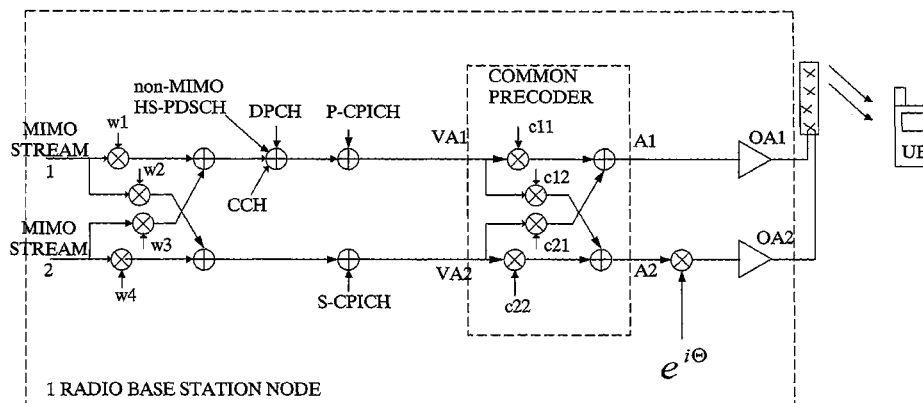 non-MIMO
HS-PDSCH
DPCH
P-CPICH
COMMON
PRECODER
MIMO
STREAM
1
w1
w2
CCH
VA1
c11
c12
A1
OA1
UE
MIMO
STREAM
2
w3
w4
S-CPICH
VA2
c21
c22
A2
OA2
e^{iΘ}
1 RADIO BASE STATION NODE